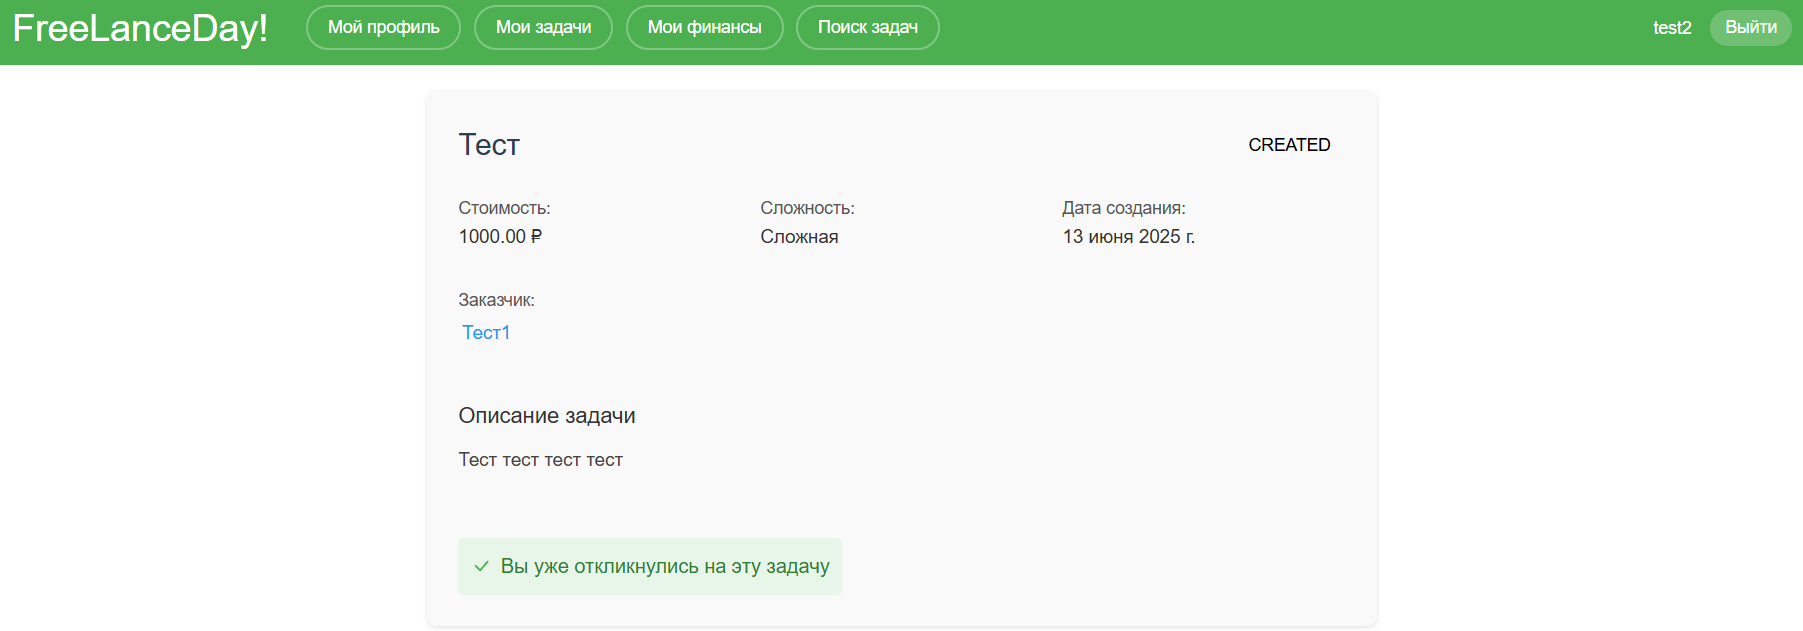 FreeLanceDay! Мой профиль Мои задачи Мои финансы Поиск задач test2 Выйти
Тест CREATED
Стоимость: Сложность: Дата создания:
1000.00 ₽ Сложная 13 июня 2025 г.
Заказчик:
Тест1
Описание задачи
Тест тест тест тест
Вы уже откликнулись на эту задачу